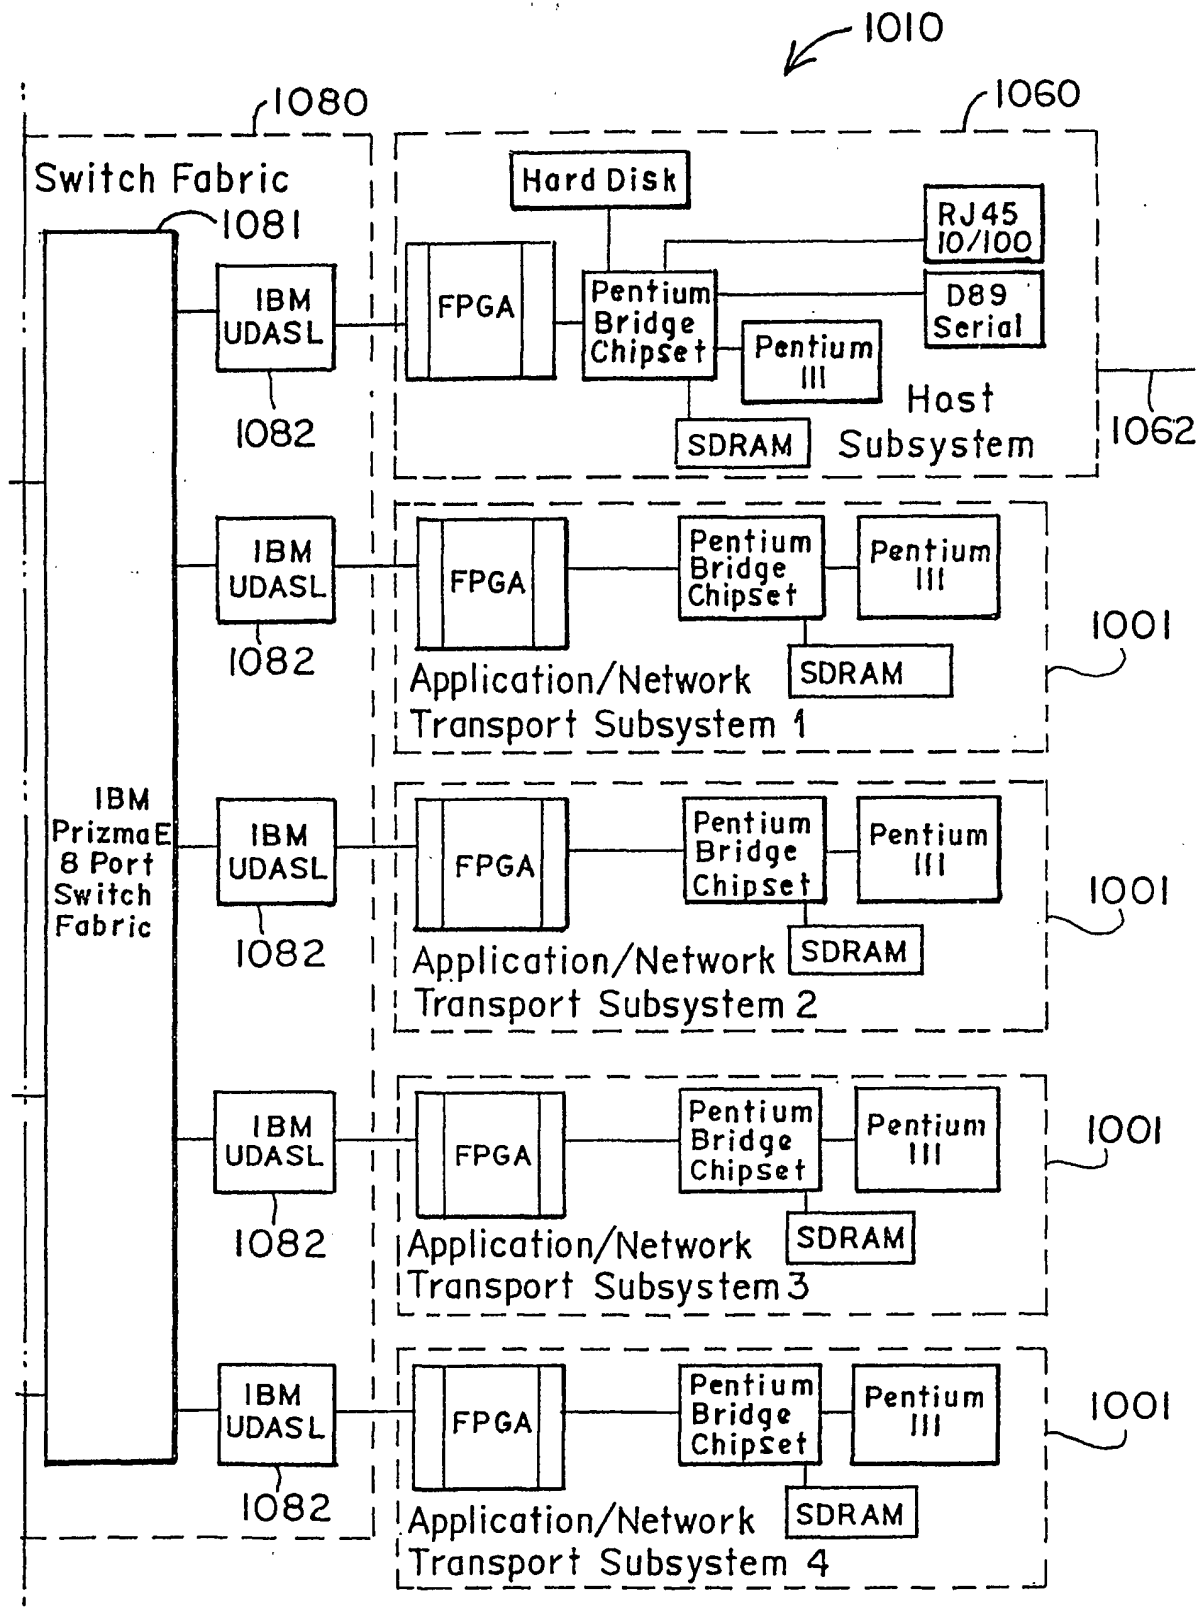 1010
1080
1060
Switch Fabric
1081
IBM
PrizmaE
8 Port
Switch
Fabric
IBM
UDASL
1082
Hard Disk
FPGA
Pentium
Bridge
Chipset
RJ45
10/100
D89
Serial
Pentium
III
SDRAM
Host
Subsystem
1062
IBM
UDASL
1082
FPGA
Pentium
Bridge
Chipset
Pentium
III
SDRAM
Application/Network
Transport Subsystem 1
1001
IBM
UDASL
1082
FPGA
Pentium
Bridge
Chipset
Pentium
III
SDRAM
Application/Network
Transport Subsystem 2
1001
IBM
UDASL
1082
FPGA
Pentium
Bridge
Chipset
Pentium
III
SDRAM
Application/Network
Transport Subsystem 3
1001
IBM
UDASL
1082
FPGA
Pentium
Bridge
Chipset
Pentium
III
SDRAM
Application/Network
Transport Subsystem 4
1001